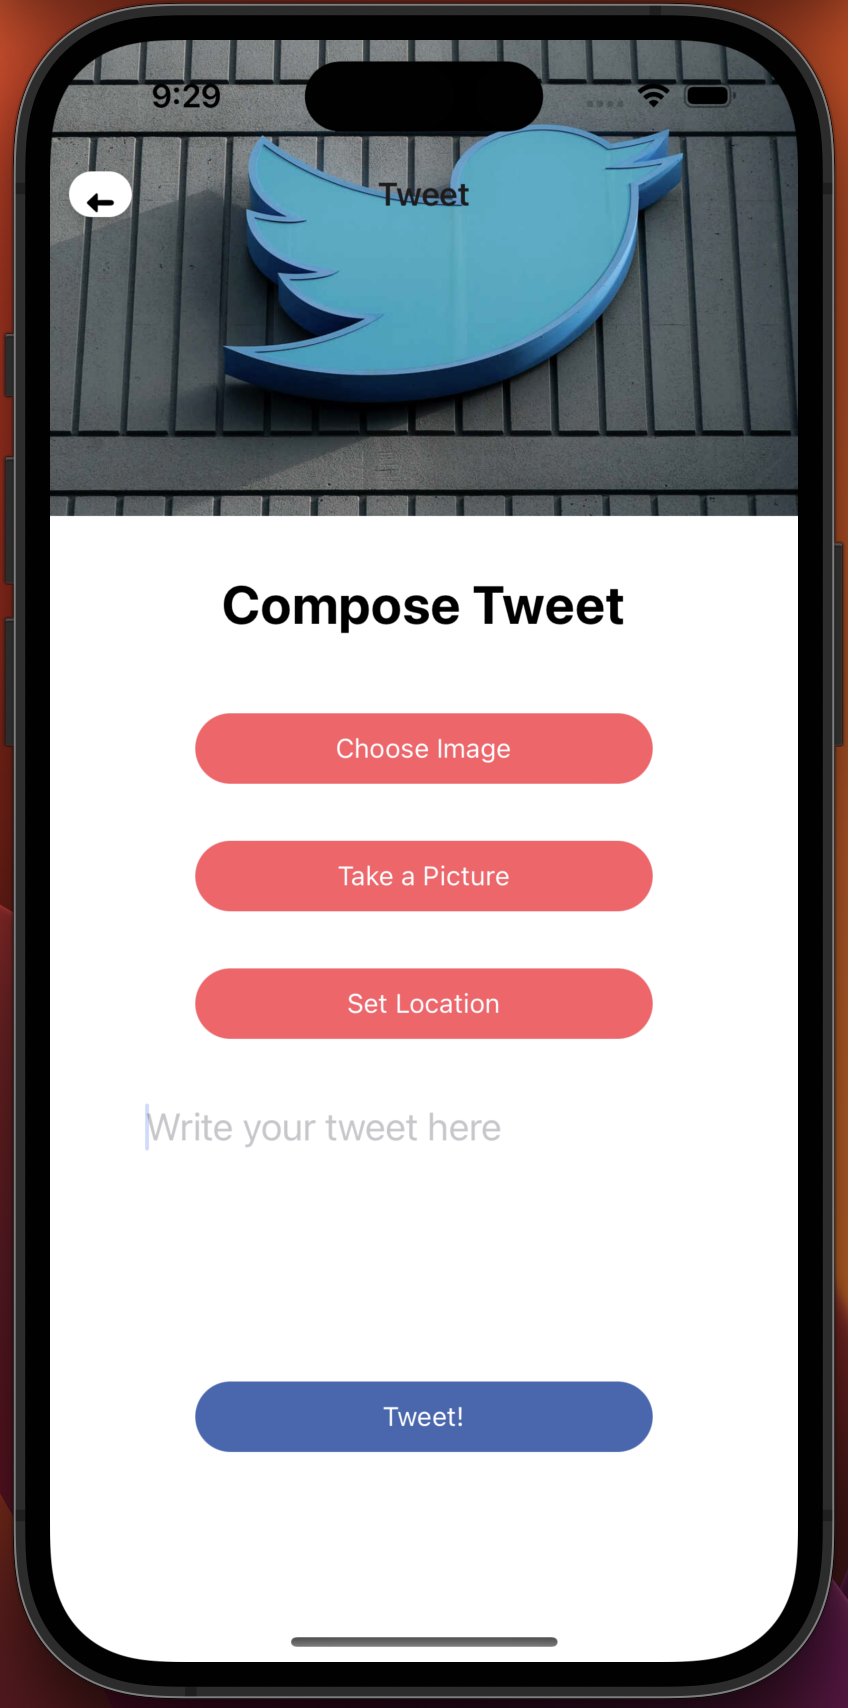 9:29
Tweet
Compose Tweet
Choose Image
Take a Picture
Set Location
Write your tweet here
Tweet!